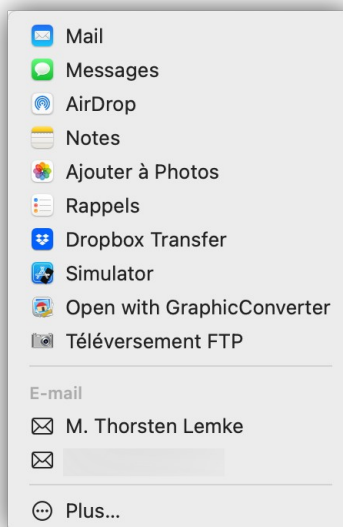 Mail
Messages
AirDrop
Notes
Ajouter à Photos
Rappels
Dropbox Transfer
Simulator
Open with GraphicConverter
Téléversement FTP
E-mail
M. Thorsten Lemke
Plus...